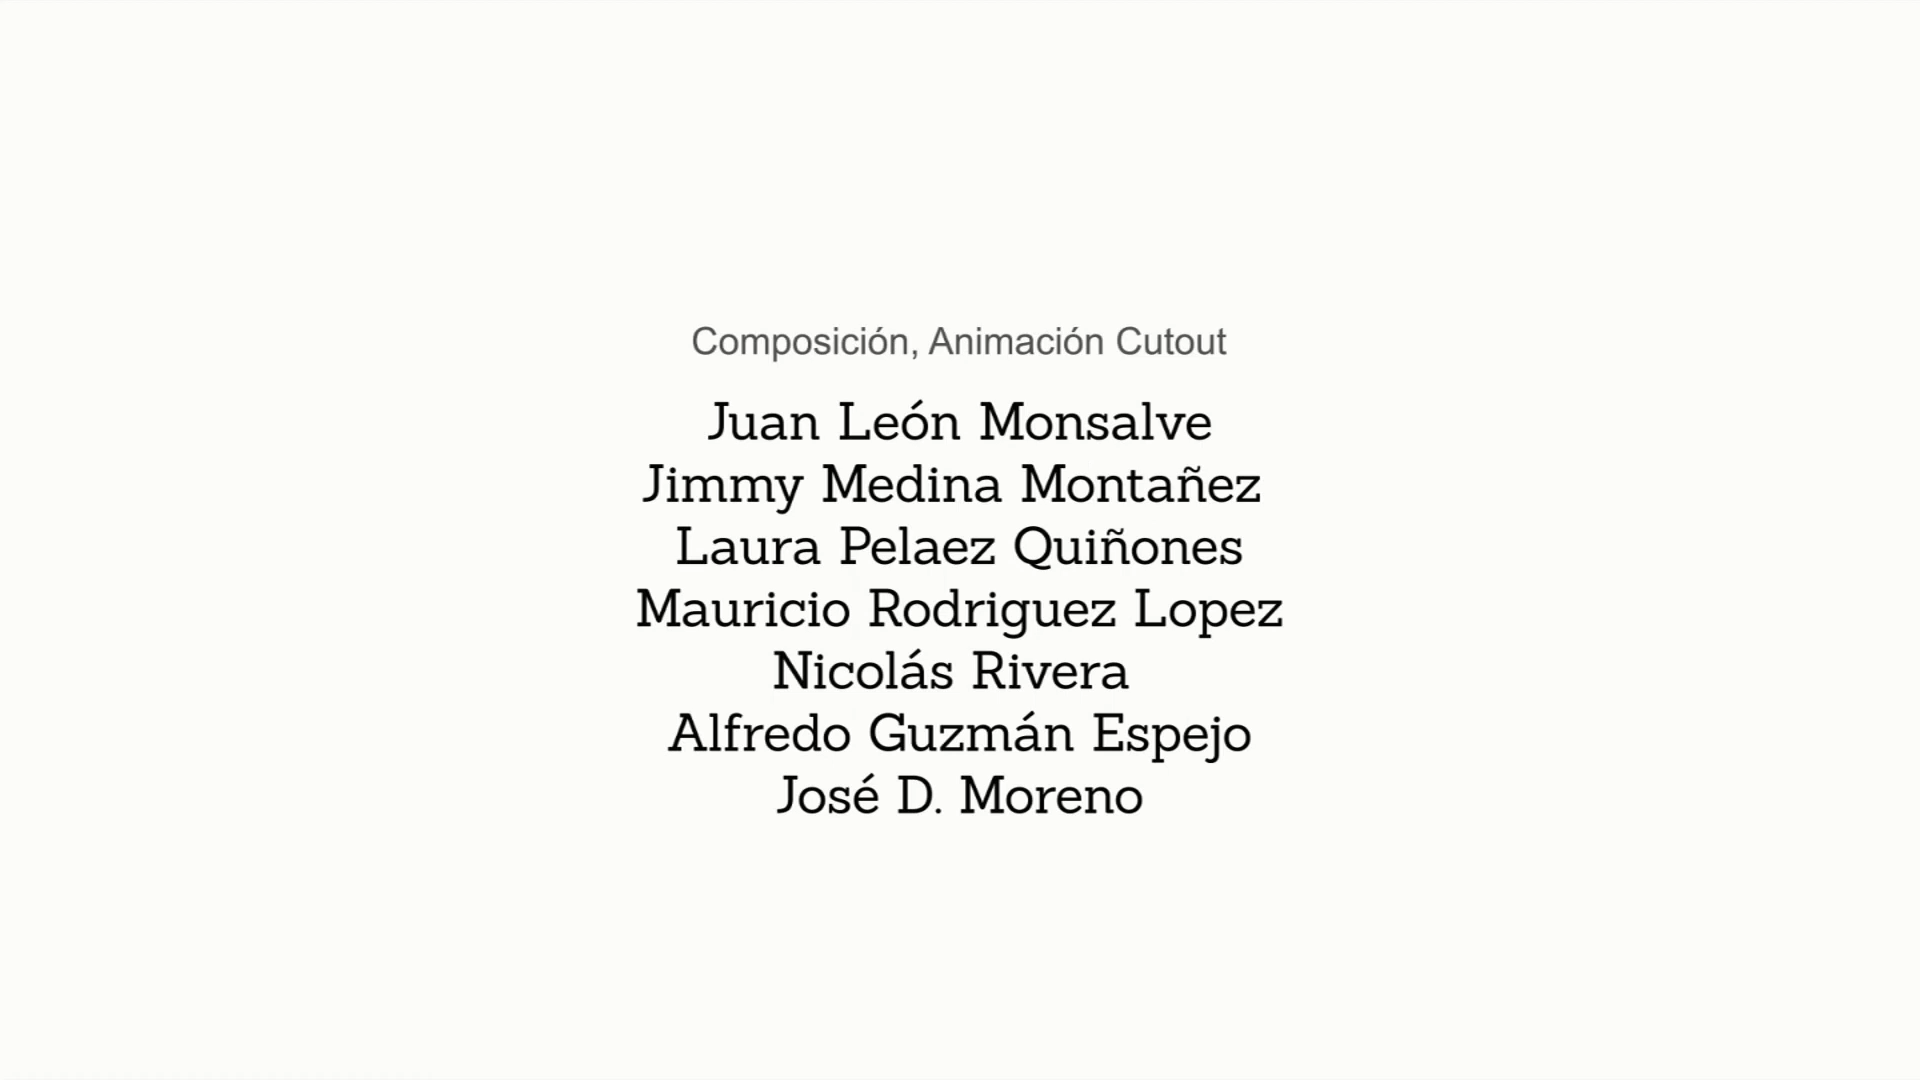 Composición, Animación Cutout
Juan León Monsalve
Jimmy Medina Montañez
Laura Pelaez Quiñones
Mauricio Rodriguez Lopez
Nicolás Rivera
Alfredo Guzmán Espejo
José D. Moreno